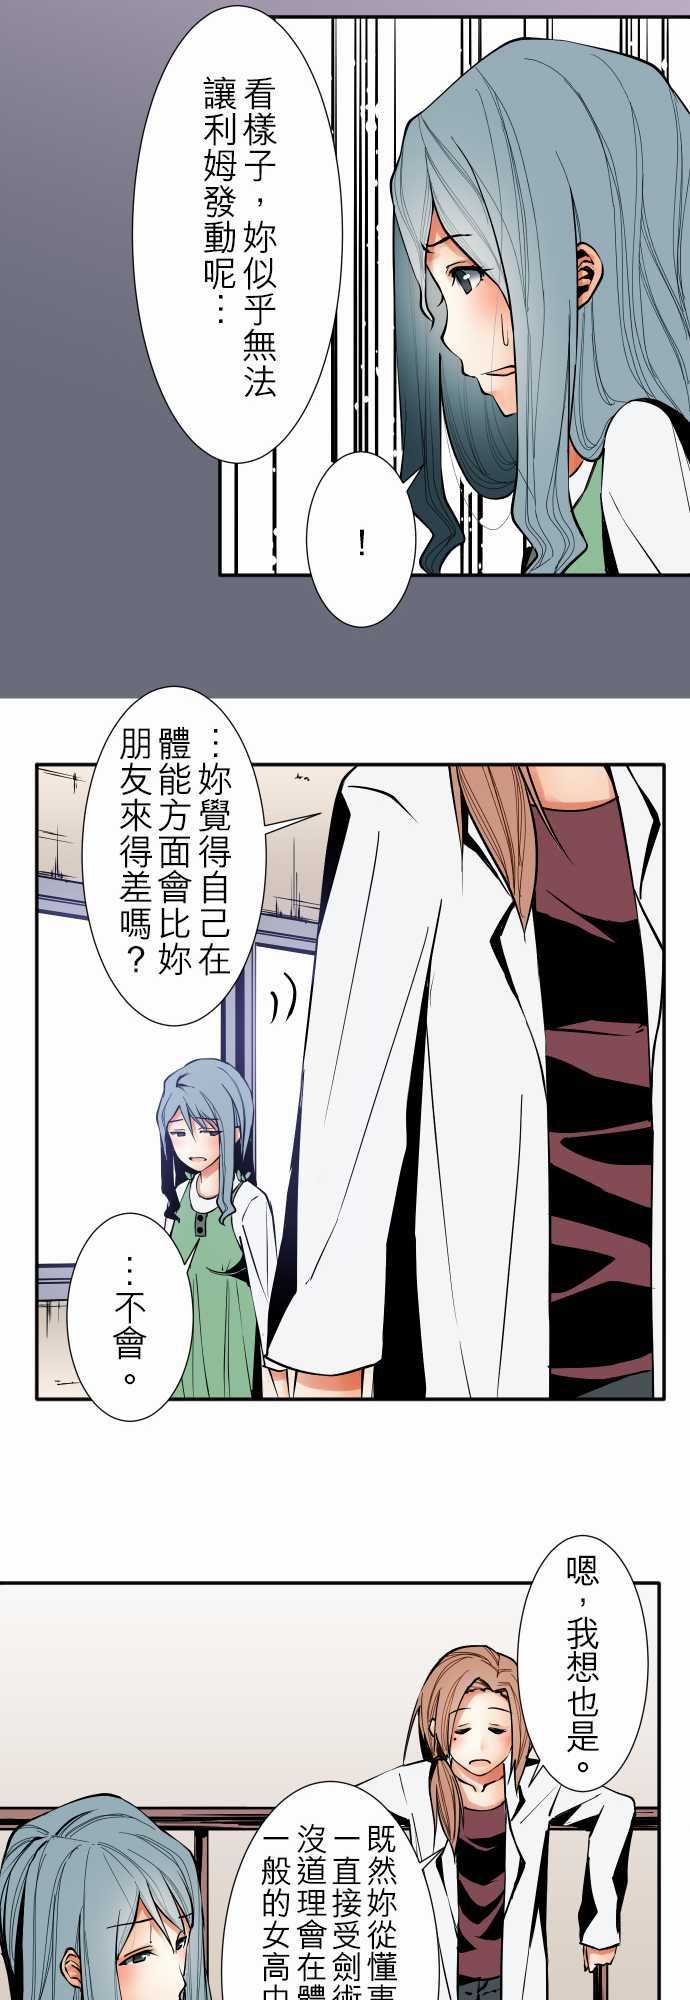 看樣子，妳似乎無法
讓利姆發動呢…
！
…妳覺得自己在
體能方面會比妳
朋友來得差嗎？
…不會。
嗯，我想也是。
既然妳從懂事
一直接受劍術
沒道理會在體
一般的女高中